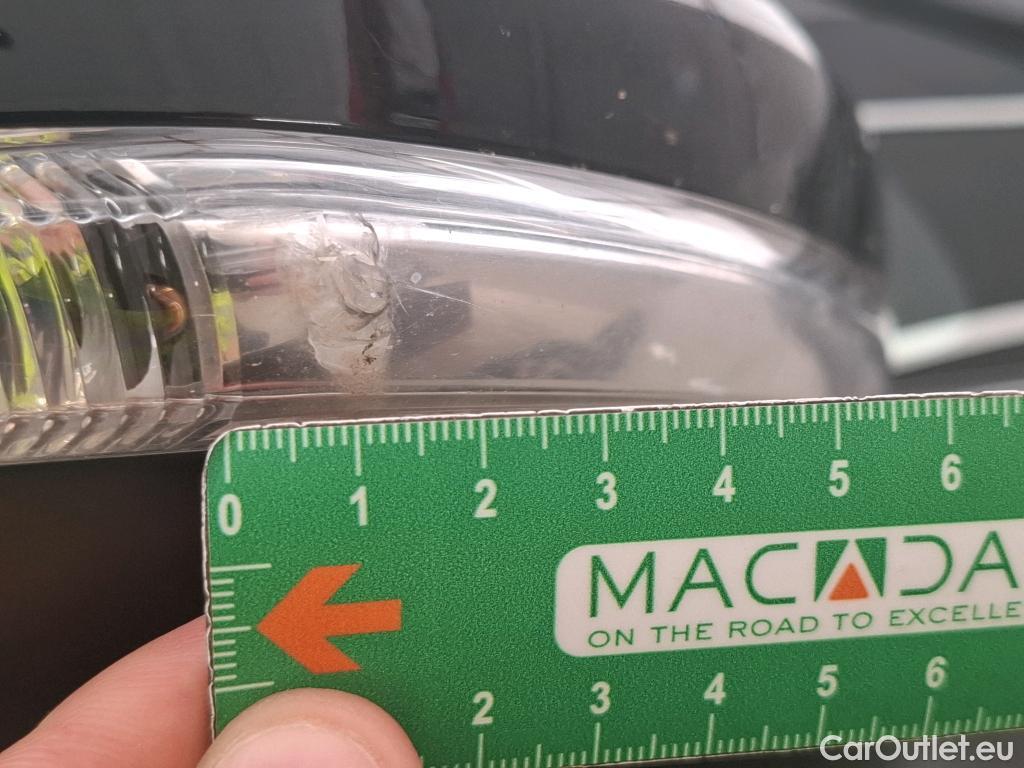 0 1 2 3 4 5 6
MACADA
ON THE ROAD TO EXCELLE
2 3 4 5 6
CarOutlet.eu